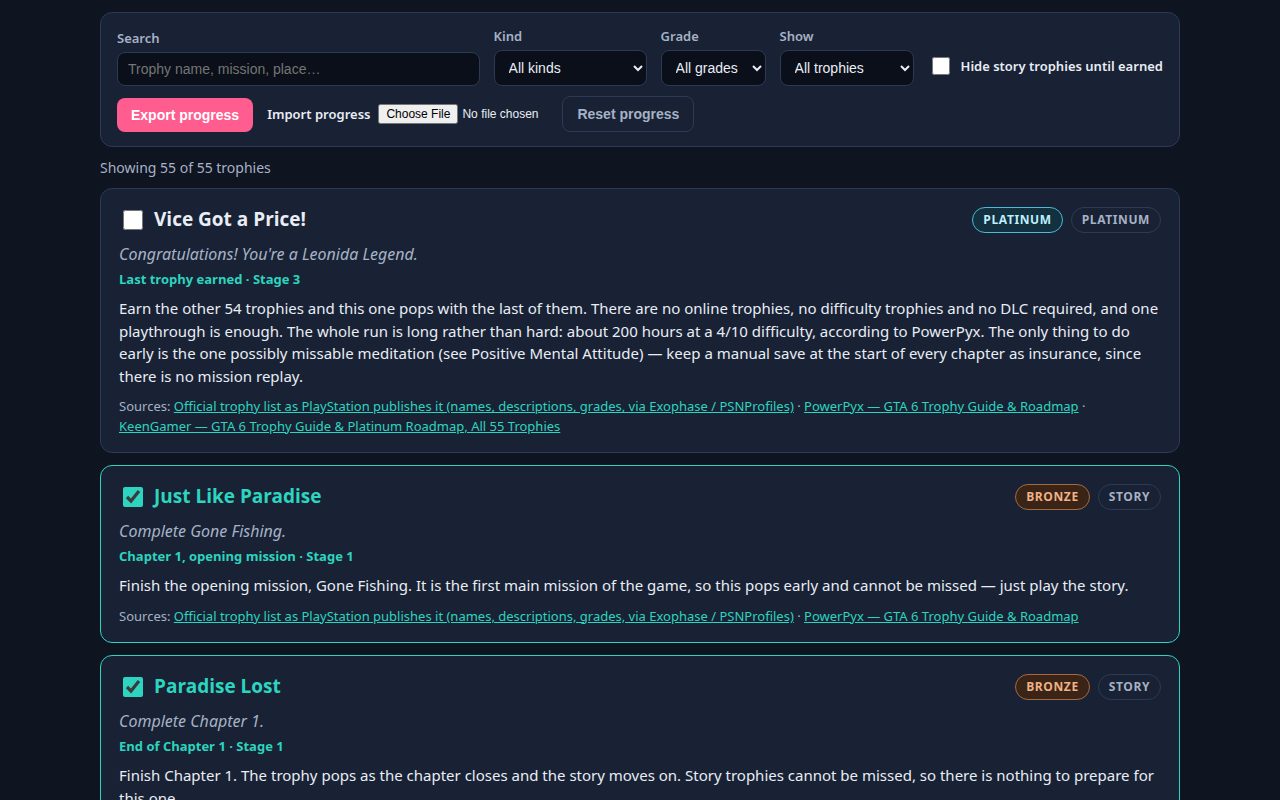 Search
Kind
Grade
Show
Trophy name, mission, place…
All kinds
All grades
All trophies
Hide story trophies until earned
Export progress
Import progress
Choose File
No file chosen
Reset progress
Showing 55 of 55 trophies
Vice Got a Price!
PLATINUM
PLATINUM
Congratulations! You're a Leonida Legend.
Last trophy earned · Stage 3
Earn the other 54 trophies and this one pops with the last of them. There are no online trophies, no difficulty trophies and no DLC required, and one
playthrough is enough. The whole run is long rather than hard: about 200 hours at a 4/10 difficulty, according to PowerPyx. The only thing to do
early is the one possibly missable meditation (see Positive Mental Attitude) — keep a manual save at the start of every chapter as insurance, since
there is no mission replay.
Sources: Official trophy list as PlayStation publishes it (names, descriptions, grades, via Exophase / PSNProfiles) · PowerPyx — GTA 6 Trophy Guide & Roadmap ·
KeenGamer — GTA 6 Trophy Guide & Platinum Roadmap, All 55 Trophies
Just Like Paradise
BRONZE
STORY
Complete Gone Fishing.
Chapter 1, opening mission · Stage 1
Finish the opening mission, Gone Fishing. It is the first main mission of the game, so this pops early and cannot be missed — just play the story.
Sources: Official trophy list as PlayStation publishes it (names, descriptions, grades, via Exophase / PSNProfiles) · PowerPyx — GTA 6 Trophy Guide & Roadmap
Paradise Lost
BRONZE
STORY
Complete Chapter 1.
End of Chapter 1 · Stage 1
Finish Chapter 1. The trophy pops as the chapter closes and the story moves on. Story trophies cannot be missed, so there is nothing to prepare for
this one.